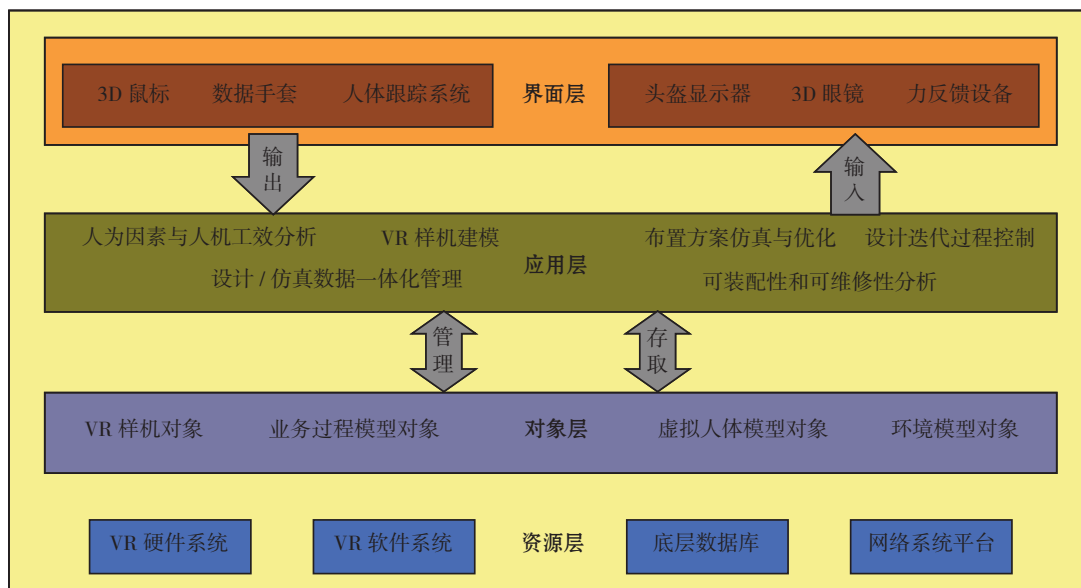 3D 鼠标 数据手套 人体跟踪系统 界面层 头盔显示器 3D 眼镜 力反馈设备
输出
输入
人为因素与人机工效分析 VR 样机建模 布置方案仿真与优化 设计迭代过程控制
应用层
设计 / 仿真数据一体化管理 可装配性和可维修性分析
管理
存取
VR 样机对象 业务过程模型对象 对象层 虚拟人体模型对象 环境模型对象
VR 硬件系统 VR 软件系统 资源层 底层数据库 网络系统平台